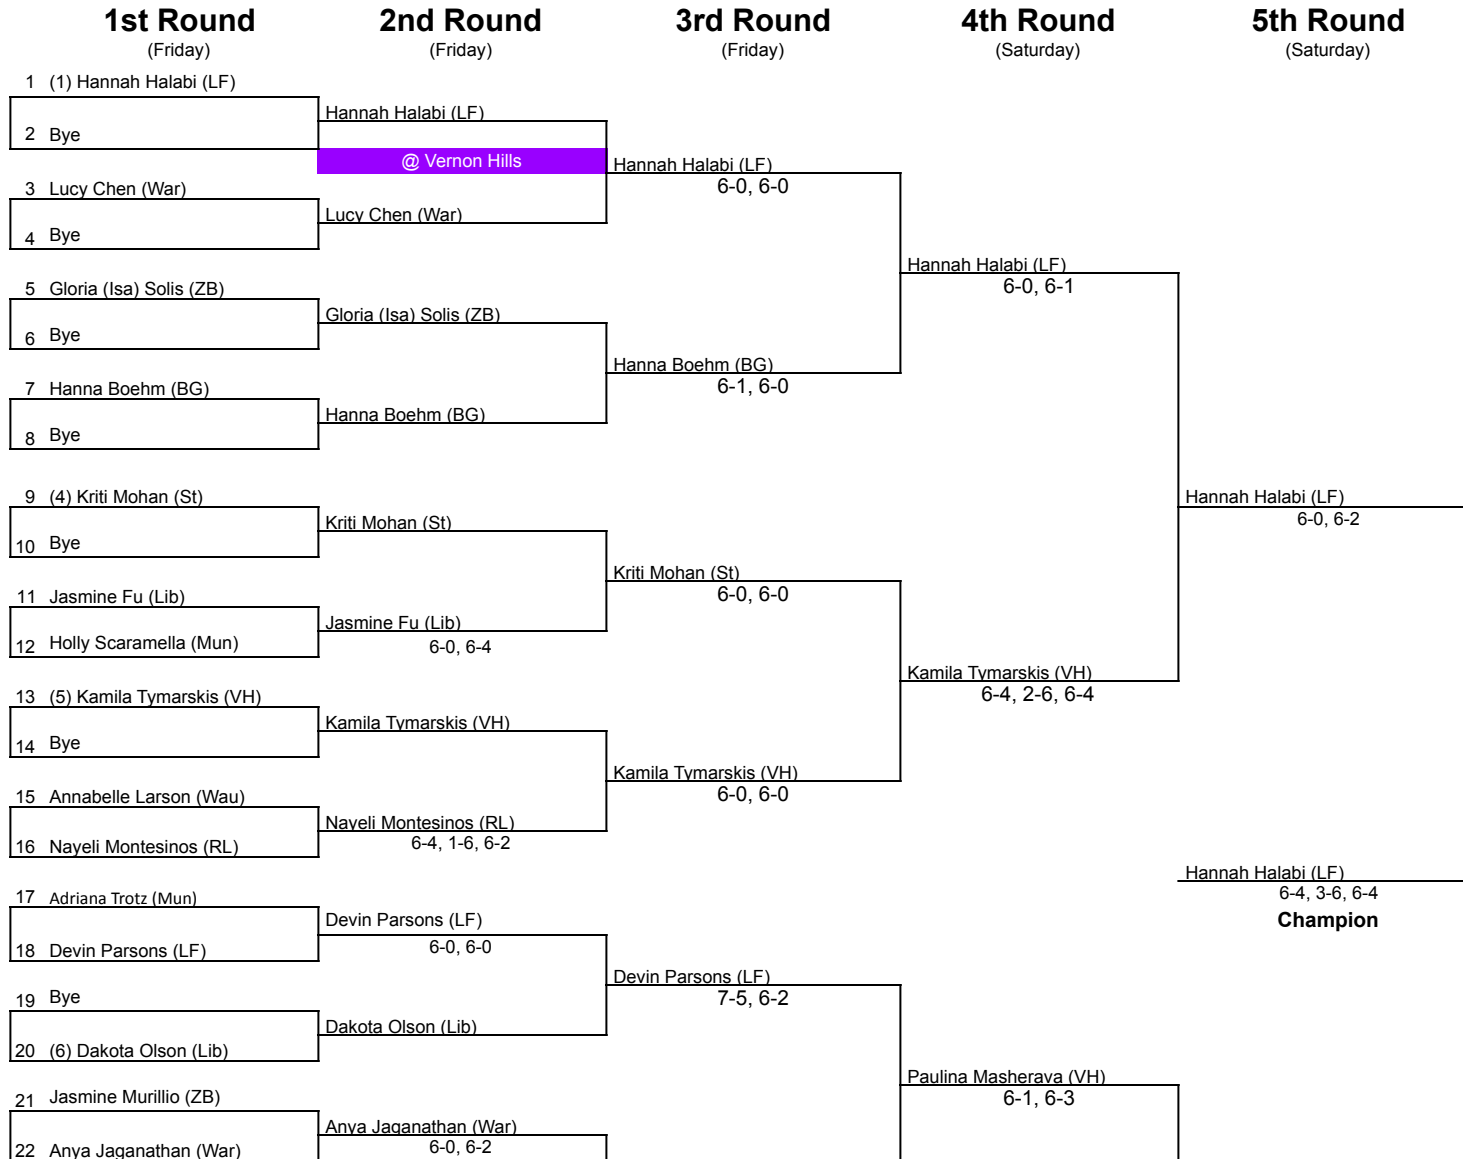 1st Round 2nd Round 3rd Round 4th Round 5th Round
(Friday) (Friday) (Friday) (Saturday) (Saturday)
1 (1) Hannah Halabi (LF)
Hannah Halabi (LF)
2 Bye
@ Vernon Hills
Hannah Halabi (LF)
6-0, 6-0
3 Lucy Chen (War)
Lucy Chen (War)
4 Bye
Hannah Halabi (LF)
6-0, 6-1
5 Gloria (Isa) Solis (ZB)
Gloria (Isa) Solis (ZB)
6 Bye
Hanna Boehm (BG)
6-1, 6-0
7 Hanna Boehm (BG)
Hanna Boehm (BG)
8 Bye
9 (4) Kriti Mohan (St)
Hannah Halabi (LF)
6-0, 6-2
Kriti Mohan (St)
10 Bye
Kriti Mohan (St)
6-0, 6-0
11 Jasmine Fu (Lib)
Jasmine Fu (Lib)
6-0, 6-4
12 Holly Scaramella (Mun)
Kamila Tymarskis (VH)
6-4, 2-6, 6-4
13 (5) Kamila Tymarskis (VH)
Kamila Tymarskis (VH)
14 Bye
Kamila Tymarskis (VH)
6-0, 6-0
15 Annabelle Larson (Wau)
Nayeli Montesinos (RL)
6-4, 1-6, 6-2
16 Nayeli Montesinos (RL)
Hannah Halabi (LF)
6-4, 3-6, 6-4
Champion
17 Adriana Trotz (Mun)
Devin Parsons (LF)
6-0, 6-0
18 Devin Parsons (LF)
Devin Parsons (LF)
7-5, 6-2
19 Bye
Dakota Olson (Lib)
20 (6) Dakota Olson (Lib)
Paulina Masherava (VH)
6-1, 6-3
21 Jasmine Murillio (ZB)
Anya Jaganathan (War)
6-0, 6-2
22 Anya Jaganathan (War)